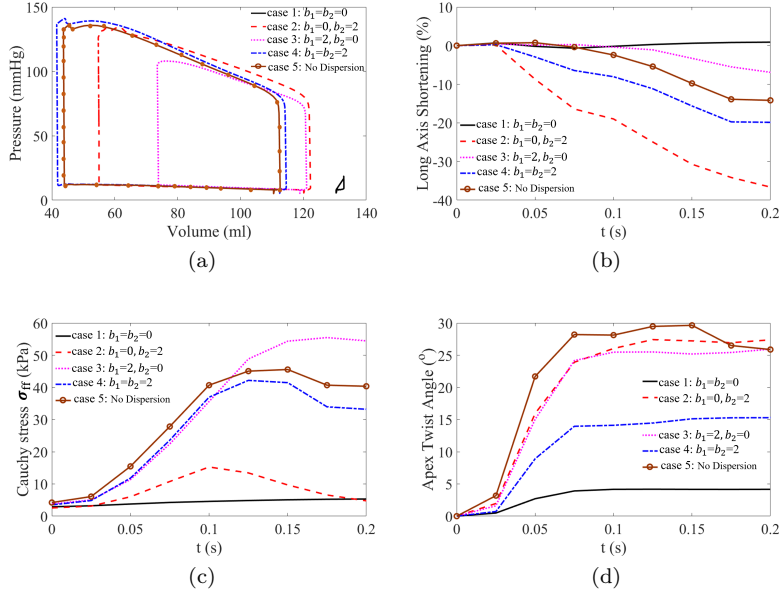 150
100
50
0
Pressure (mmHg)
case 1: b₁=b₂=0
case 2: b₁=0, b₂=2
case 3: b₁=2, b₂=0
case 4: b₁=b₂=2
case 5: No Dispersion
40 60 80 100 120 140
Volume (ml)
(a)
10
0
-10
-20
-30
-40
Long Axis Shortening (%)
case 1: b₁=b₂=0
case 2: b₁=0, b₂=2
case 3: b₁=2, b₂=0
case 4: b₁=b₂=2
case 5: No Dispersion
0 0.05 0.1 0.15 0.2
t (s)
(b)
60
50
40
30
20
10
0
Cauchy stress σff (kPa)
case 1: b₁=b₂=0
case 2: b₁=0, b₂=2
case 3: b₁=2, b₂=0
case 4: b₁=b₂=2
case 5: No Dispersion
0 0.05 0.1 0.15 0.2
t (s)
(c)
30
25
20
15
10
5
0
Apex Twist Angle (°)
case 1: b₁=b₂=0
case 2: b₁=0, b₂=2
case 3: b₁=2, b₂=0
case 4: b₁=b₂=2
case 5: No Dispersion
0 0.05 0.1 0.15 0.2
t (s)
(d)